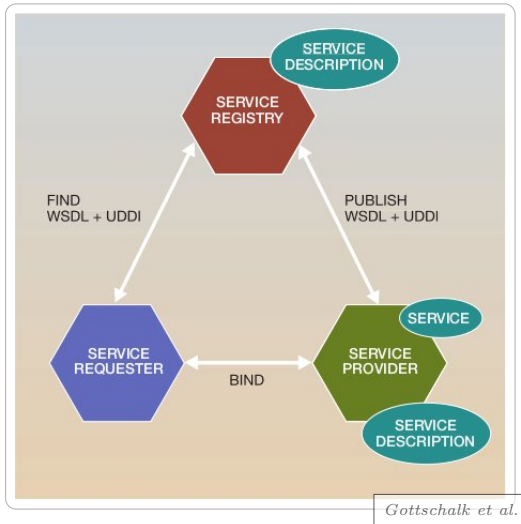 SERVICE
DESCRIPTION
SERVICE
REGISTRY
FIND
WSDL + UDDI
PUBLISH
WSDL + UDDI
SERVICE
SERVICE
REQUESTER
BIND
SERVICE
PROVIDER
SERVICE
DESCRIPTION
Gottschalk et al.